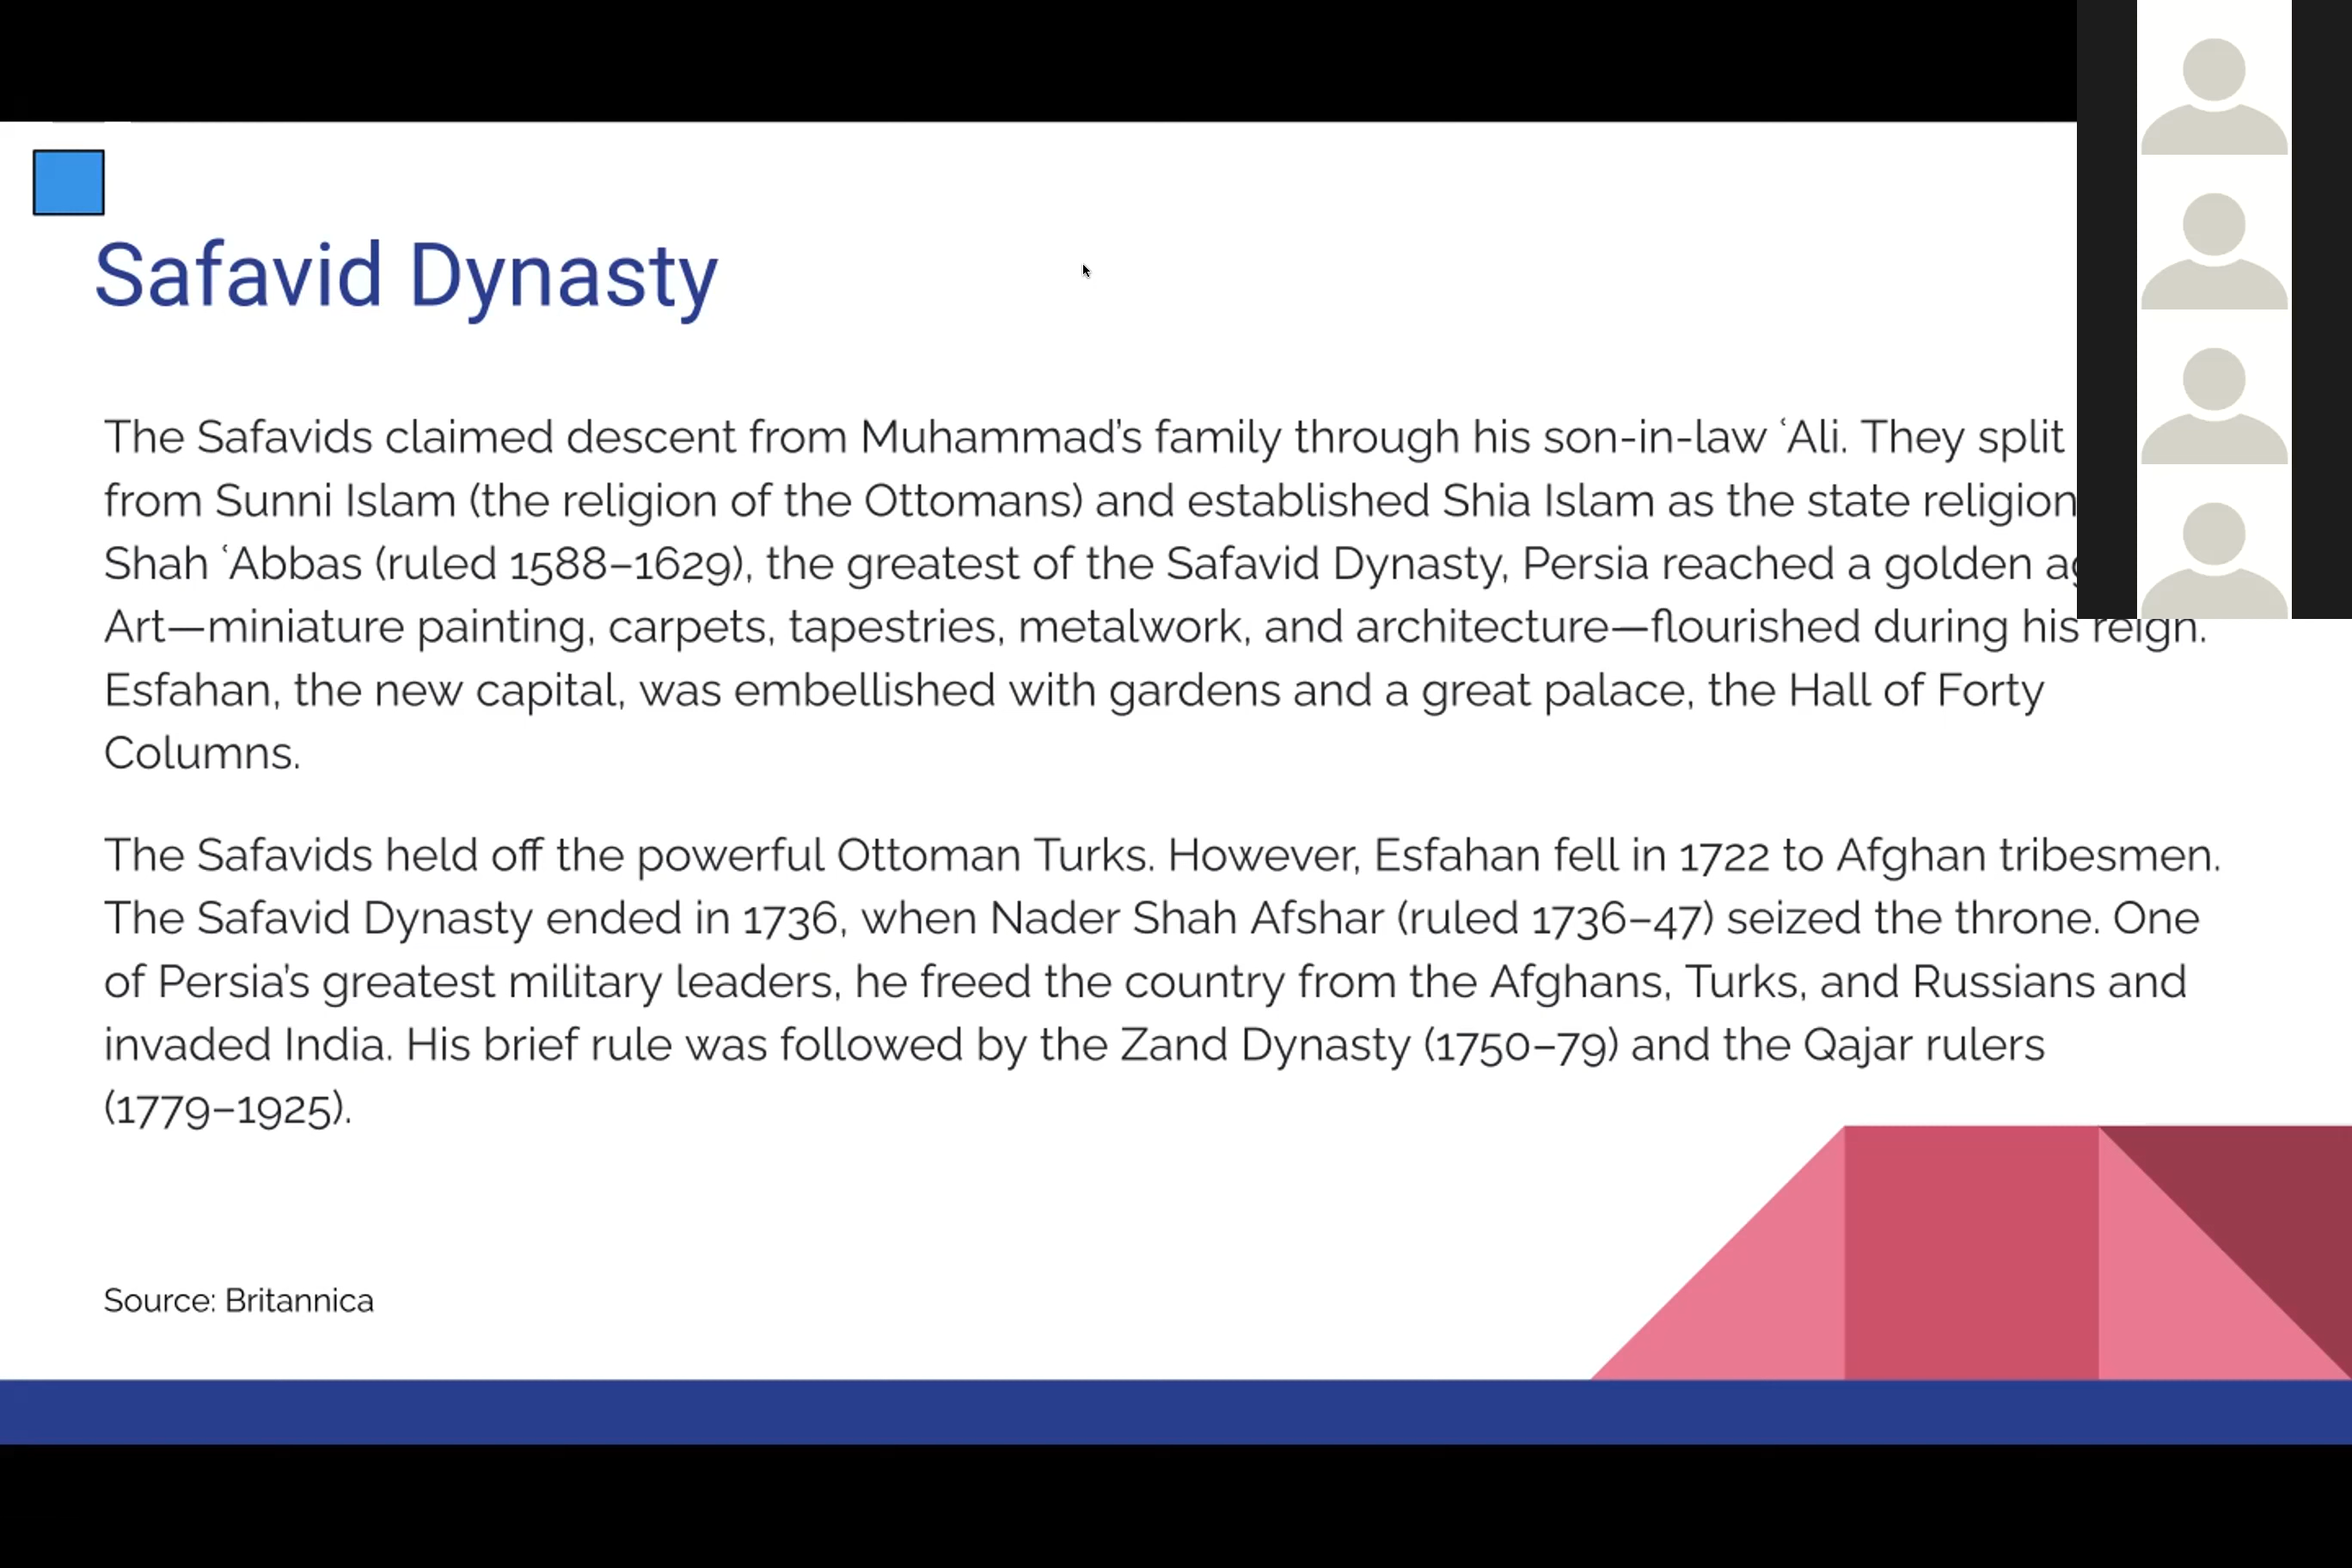 Safavid Dynasty
The Safavids claimed descent from Muhammad's family through his son-in-law ʿAli. They split
from Sunni Islam (the religion of the Ottomans) and established Shia Islam as the state religion
Shah ʿAbbas (ruled 1588–1629), the greatest of the Safavid Dynasty, Persia reached a golden
Art—miniature painting, carpets, tapestries, metalwork, and architecture—flourished during his reign.
Esfahan, the new capital, was embellished with gardens and a great palace, the Hall of Forty
Columns.
The Safavids held off the powerful Ottoman Turks. However, Esfahan fell in 1722 to Afghan tribesmen.
The Safavid Dynasty ended in 1736, when Nader Shah Afshar (ruled 1736–47) seized the throne. One
of Persia's greatest military leaders, he freed the country from the Afghans, Turks, and Russians and
invaded India. His brief rule was followed by the Zand Dynasty (1750–79) and the Qajar rulers
(1779–1925).
Source: Britannica